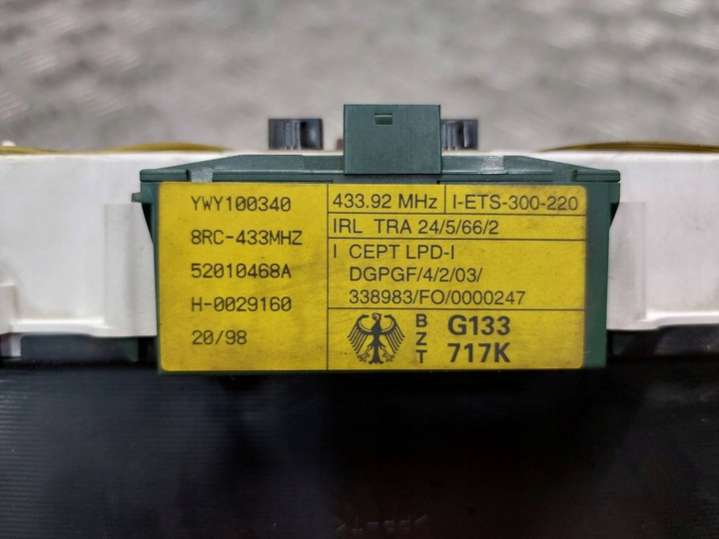 YWY100340
8RC-433MHZ
52010468A
H-0029160
20/98
433.92 MHz
I-ETS-300-220
IRL TRA 24/5/66/2
I CEPT LPD-I
DGPGF/4/2/03/
338983/FO/0000247
BZT
G133
717K